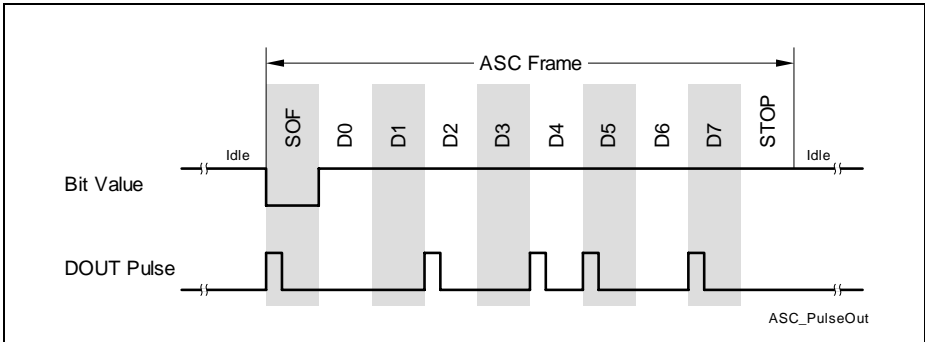 ASC Frame
SOF D0 D1 D2 D3 D4 D5 D6 D7 STOP
Idle Idle
Bit Value
DOUT Pulse
ASC_PulseOut